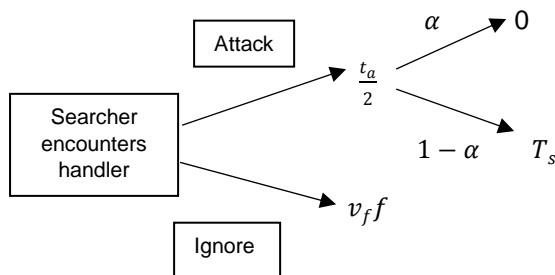 Attack
α
0
t_a/2
Searcher
encounters
handler
1 − α
T_s
v_f f
Ignore